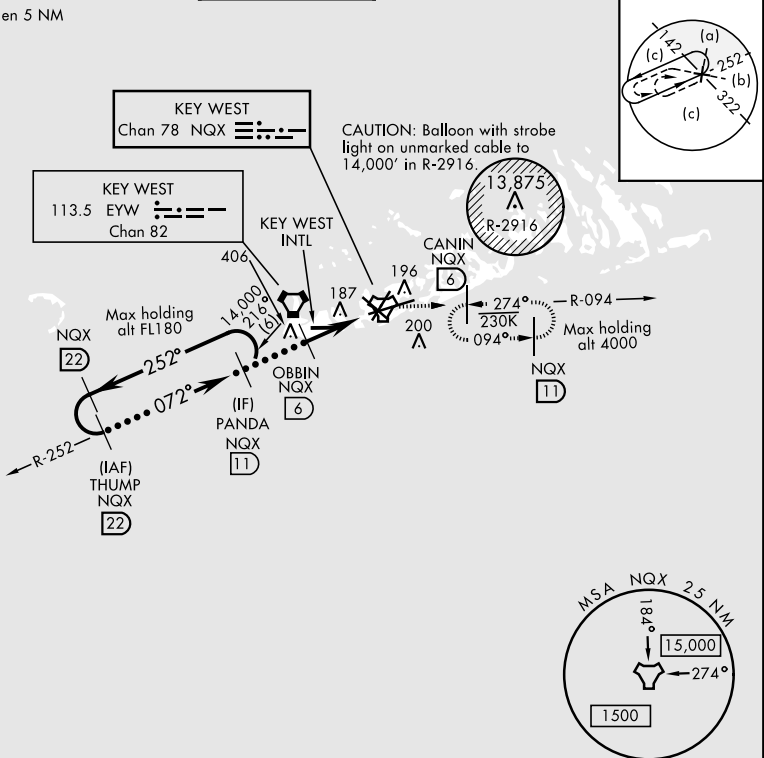 en 5 NM
142
(a)
(c)
252
(b)
322
(c)
KEY WEST
Chan 78 NQX
CAUTION: Balloon with strobe
light on unmarked cable to
14,000' in R-2916.
13,875
R-2916
KEY WEST
113.5 EYW
Chan 82
KEY WEST
INTL
406
CANIN
NQX
6
187
196
200
274°
230K
094°
R-094
Max holding
alt 4000
NQX
11
Max holding
alt FL180
14,000
216°
(6)
NQX
22
252°
072°
OBBIN
NQX
6
(IF)
PANDA
NQX
11
R-252
(IAF)
THUMP
NQX
22
MSA NQX 25 NM
184°
15,000
274°
1500